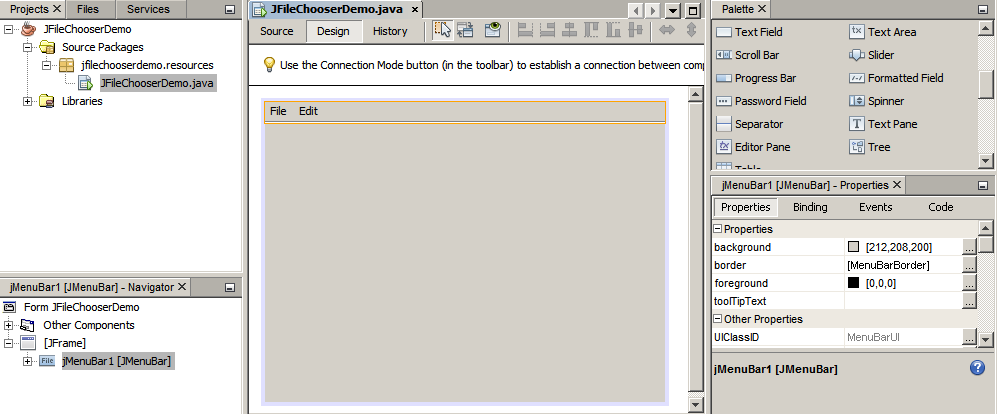 Projects
Files
Services
JFileChooserDemo
Source Packages
jfilechooserdemo.resources
JFileChooserDemo.java
Libraries
jMenuBar1 [JMenuBar] - Navigator
Form JFileChooserDemo
Other Components
[JFrame]
File jMenuBar1 [JMenuBar]
JFileChooserDemo.java
Source Design History
Use the Connection Mode button (in the toolbar) to establish a connection between com
File Edit
Palette
Text Field tx Text Area
Scroll Bar Slider
Progress Bar Formatted Field
Password Field Spinner
Separator T Text Pane
tx Editor Pane Tree
Table
jMenuBar1 [JMenuBar] - Properties
Properties Binding Events Code
Properties
background [212,208,200] ...
border [MenuBarBorder] ...
foreground [0,0,0] ...
toolTipText ...
Other Properties
UIClassID MenuBarUI ...
jMenuBar1 [JMenuBar] ?